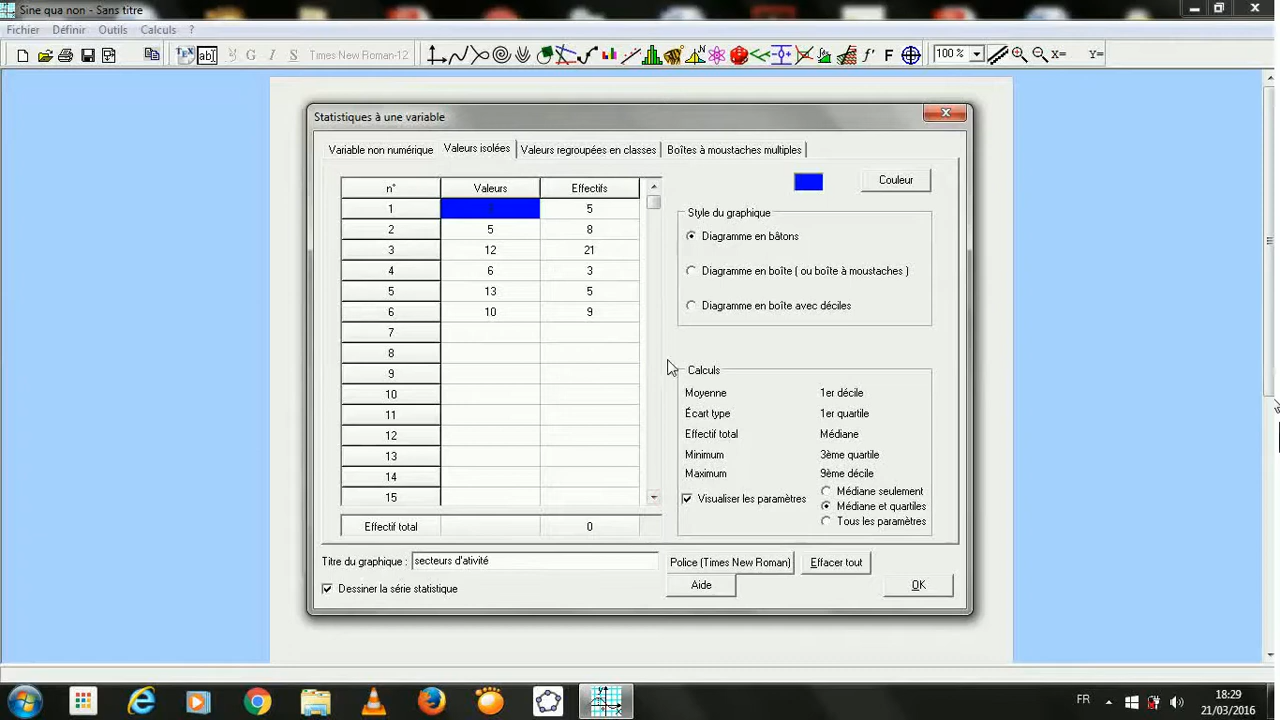 Sine qua non - Sans titre
Fichier Définir Outils Calculs ?
abI G I S Times New Roman-12 F 100 % X= Y=
Statistiques à une variable
Variable non numérique Valeurs isolées Valeurs regroupées en classes Boîtes à moustaches multiples
n° Valeurs Effectifs
1 5
2 5 8
3 12 21
4 6 3
5 13 5
6 10 9
7
8
9
10
11
12
13
14
15
Effectif total 0
Couleur
Style du graphique
Diagramme en bâtons
Diagramme en boîte ( ou boîte à moustaches )
Diagramme en boîte avec déciles
Calculs
Moyenne 1er décile
Écart type 1er quartile
Effectif total Médiane
Minimum 3ème quartile
Maximum 9ème décile
Visualiser les paramètres
Médiane seulement
Médiane et quartiles
Tous les paramètres
Titre du graphique : secteurs d'ativité
Police (Times New Roman) Effacer tout
Dessiner la série statistique
Aide OK
FR 18:29
21/03/2016